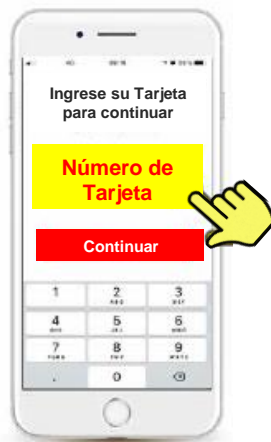 Ingrese su Tarjeta
para continuar
Número de
Tarjeta
Continuar
1 2 3
4 5 6
7 8 9
. 0